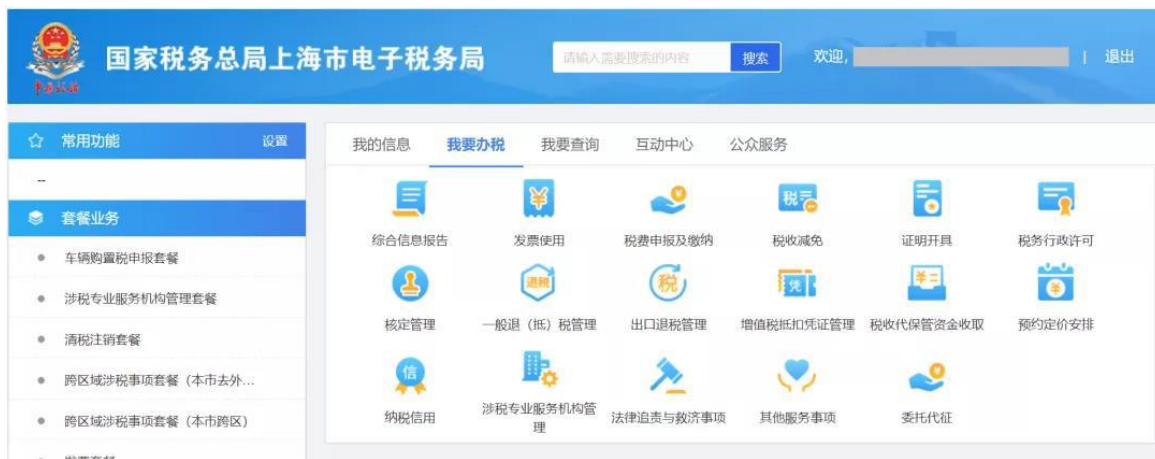 国家税务总局上海市电子税务局
请输入需要搜索的内容
搜索
欢迎,
|
退出
常用功能
设置
--
套餐业务
车辆购置税申报套餐
涉税专业服务机构管理套餐
清税注销套餐
跨区域涉税事项套餐（本市去外...
跨区域涉税事项套餐（本市跨区）
我的信息
我要办税
我要查询
互动中心
公众服务
综合信息报告
发票使用
税费申报及缴纳
税收减免
证明开具
税务行政许可
核定管理
一般退（抵）税管理
出口退税管理
增值税抵扣凭证管理
税收代保管资金收取
预约定价安排
纳税信用
涉税专业服务机构管
理
法律追责与救济事项
其他服务事项
委托代征